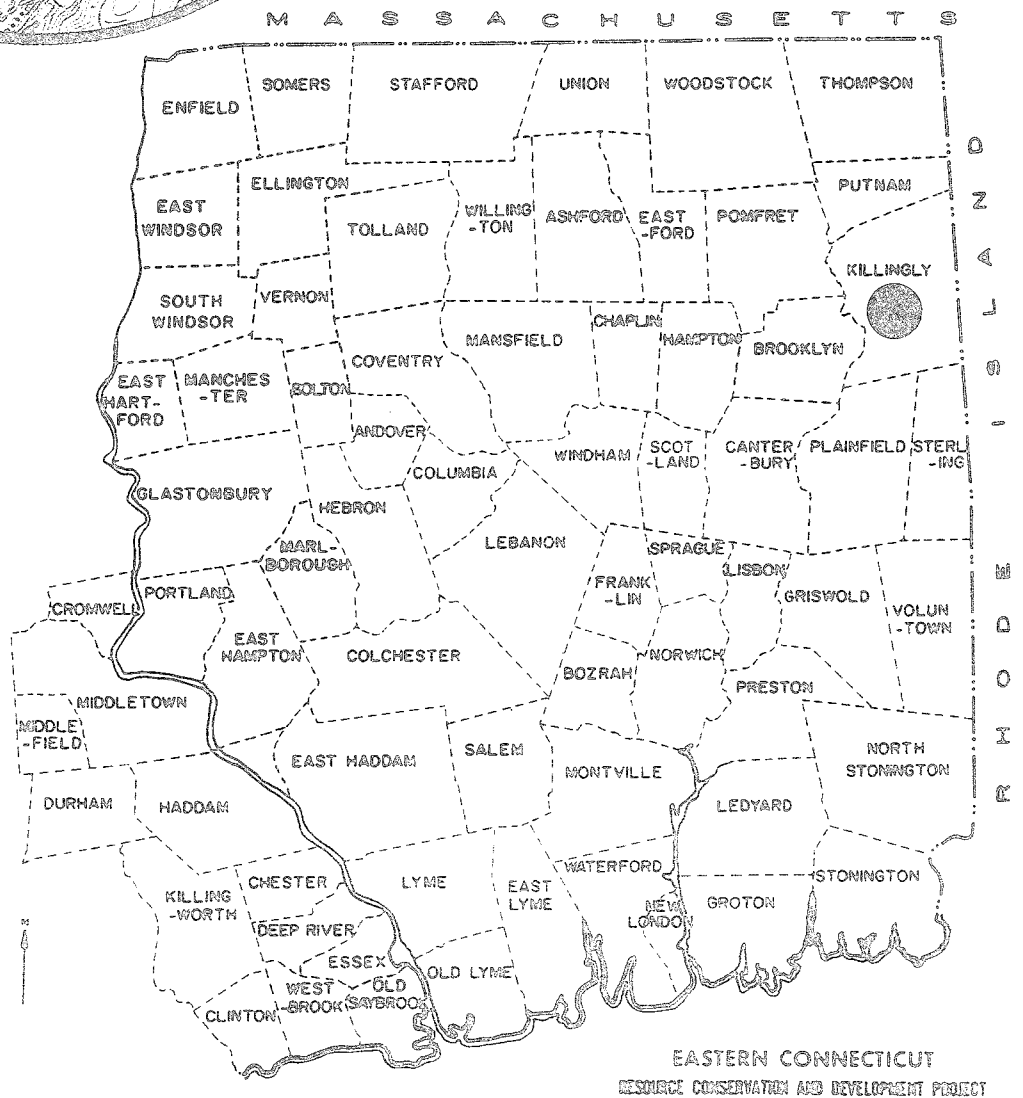 MASSACHUSETTS
ENFIELD
SOMERS
STAFFORD
UNION
WOODSTOCK
THOMPSON
EAST
WINDSOR
ELLINGTON
TOLLAND
WILLING
-TON
ASHFORD
EAST
-FORD
POMFRET
PUTNAM
KILLINGLY
SOUTH
WINDSOR
VERNON
COVENTRY
MANSFIELD
CHAPLIN
HAMPTON
BROOKLYN
EAST
HART-
FORD
MANCHES
-TER
BOLTON
ANDOVER
COLUMBIA
WINDHAM
SCOT
-LAND
CANTER
-BURY
PLAINFIELD
STERL
-ING
GLASTONBURY
HEBRON
MARL-
BOROUGH
LEBANON
SPRAGUE
LISBON
FRANK
-LIN
GRISWOLD
VOLUN
-TOWN
CROMWELL
PORTLAND
EAST
HAMPTON
COLCHESTER
BOZRAH
NORWICH
PRESTON
MIDDLETOWN
MIDDLE
-FIELD
EAST HADDAM
SALEM
MONTVILLE
NORTH
STONINGTON
DURHAM
HADDAM
LEDYARD
KILLING
-WORTH
CHESTER
LYME
EAST
LYME
WATERFORD
STONINGTON
DEEP RIVER
NEW
LONDON
GROTON
ESSEX
OLD LYME
WEST
-BROOK
OLD
SAYBROOK
CLINTON
RHODE ISLAND
N
EASTERN CONNECTICUT
RESOURCE CONSERVATION AND DEVELOPMENT PROJECT